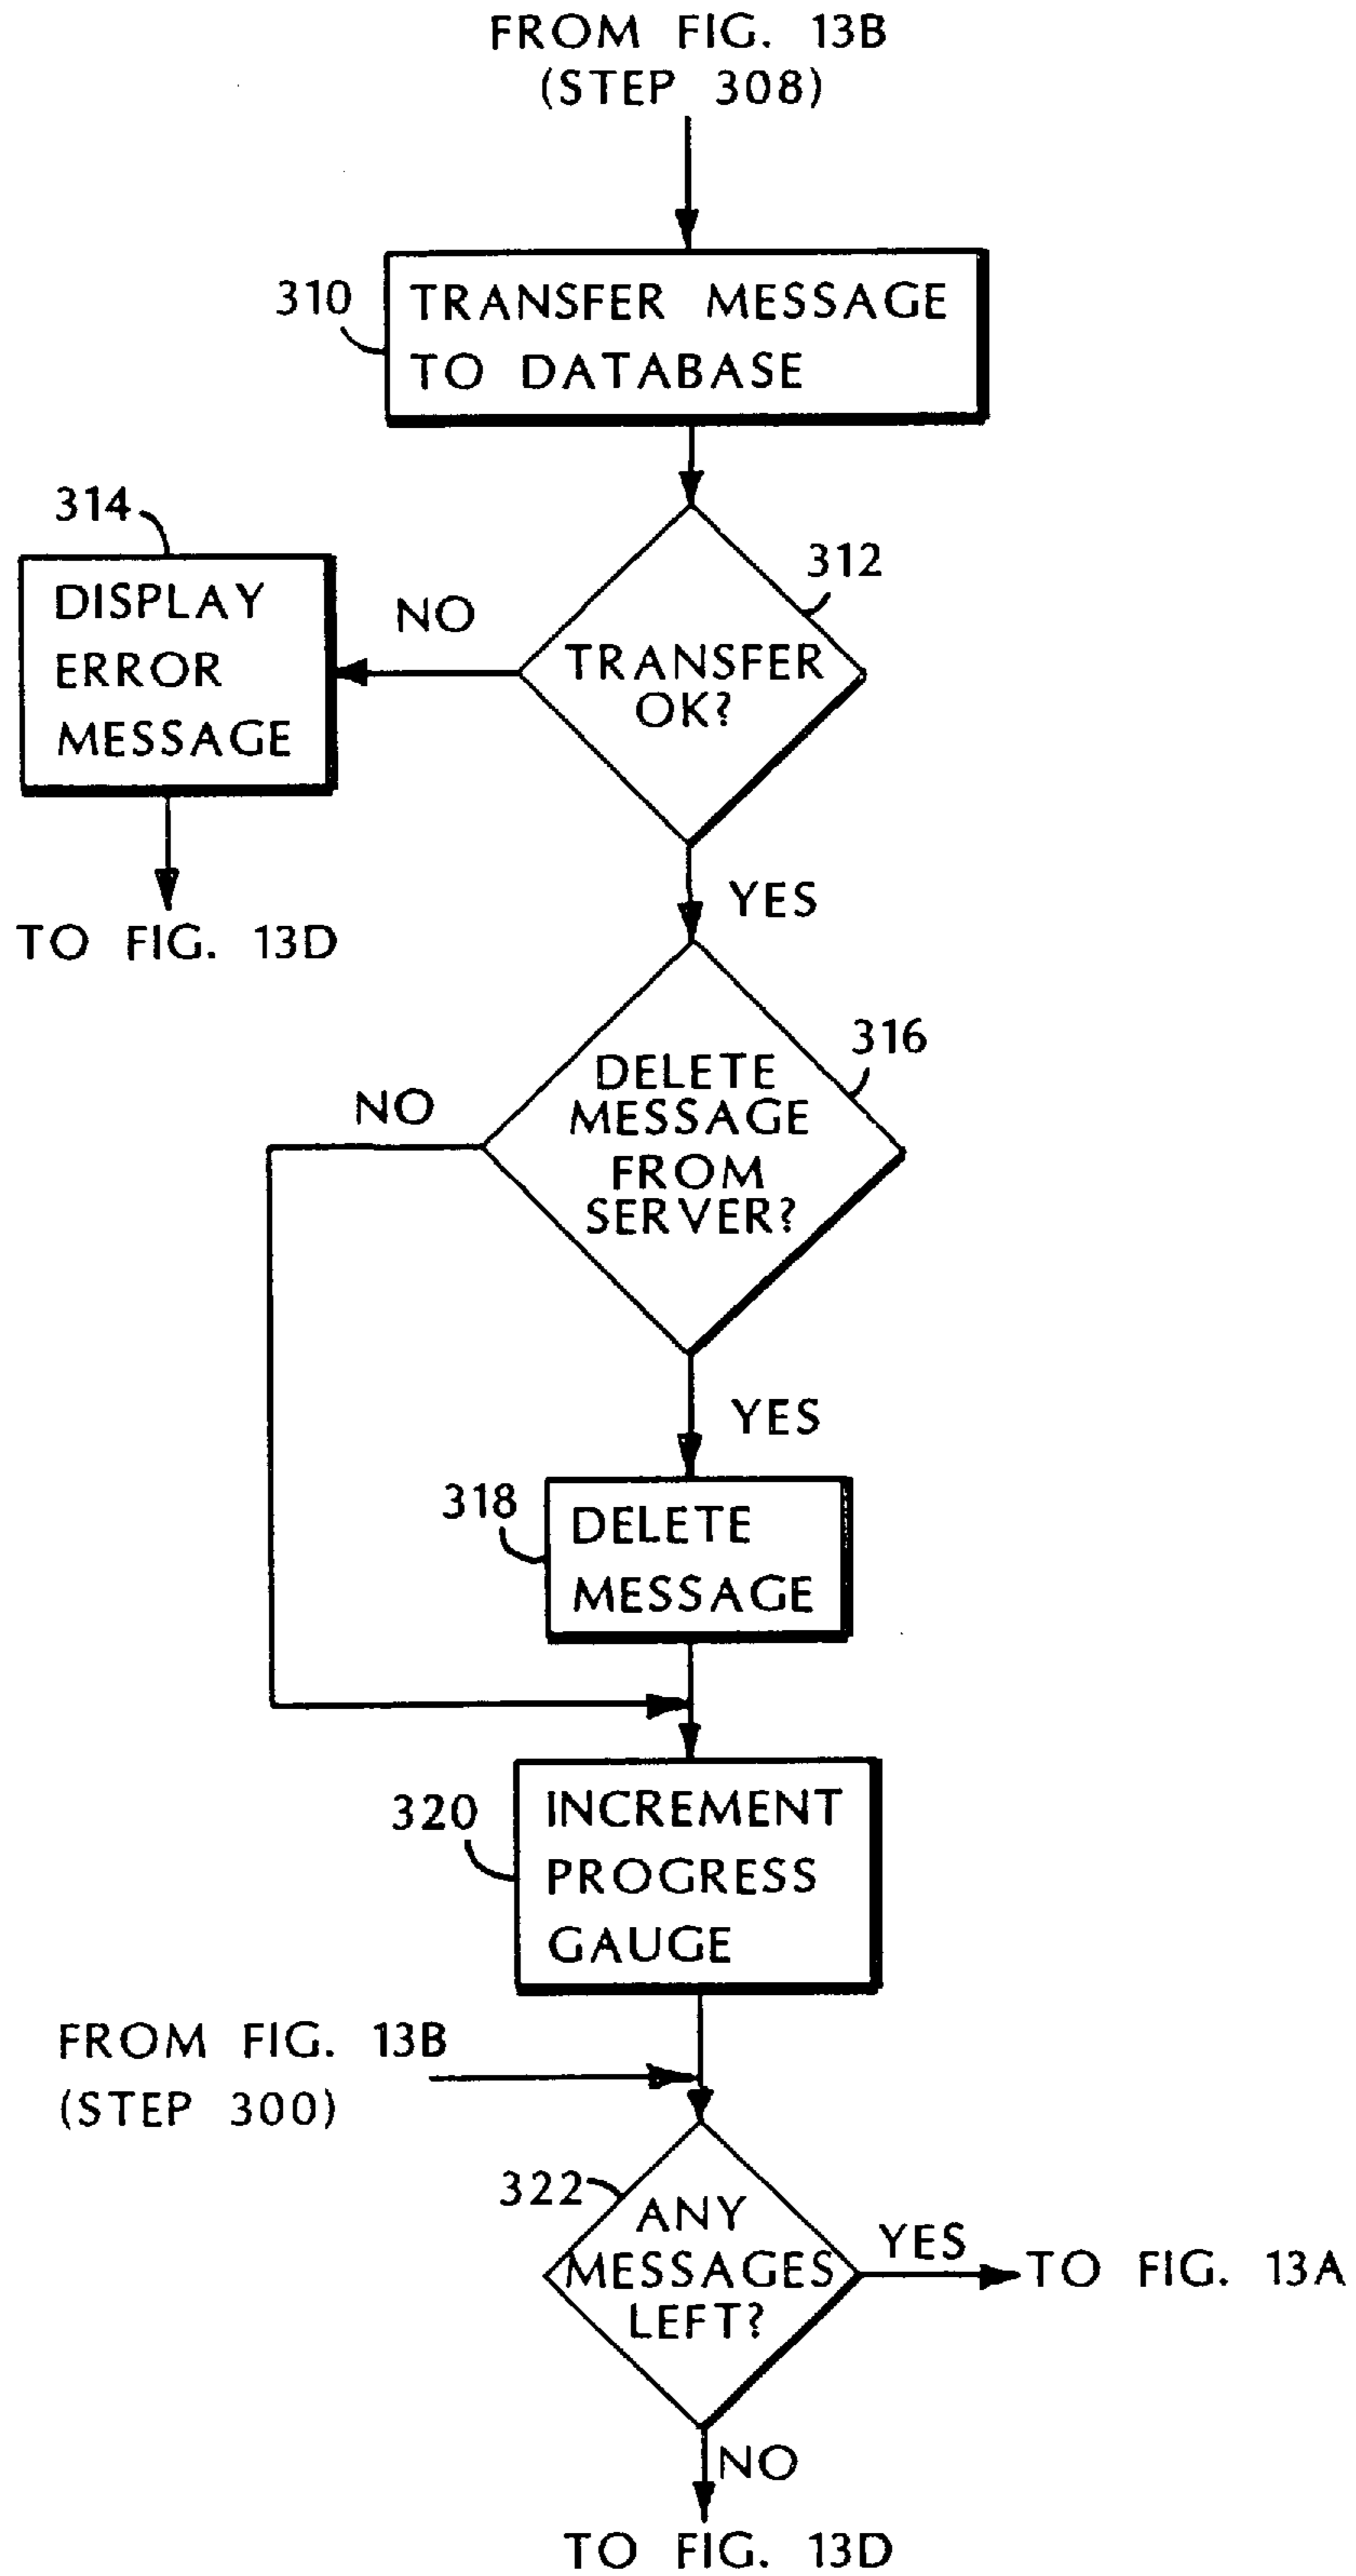 FROM FIG. 13B
(STEP 308)
310
TRANSFER MESSAGE
TO DATABASE
314
DISPLAY
ERROR
MESSAGE
TO FIG. 13D
NO
312
TRANSFER
OK?
YES
316
DELETE
MESSAGE
FROM
SERVER?
NO
YES
318
DELETE
MESSAGE
320
INCREMENT
PROGRESS
GAUGE
FROM FIG. 13B
(STEP 300)
322
ANY
MESSAGES
LEFT?
YES
TO FIG. 13A
NO
TO FIG. 13D